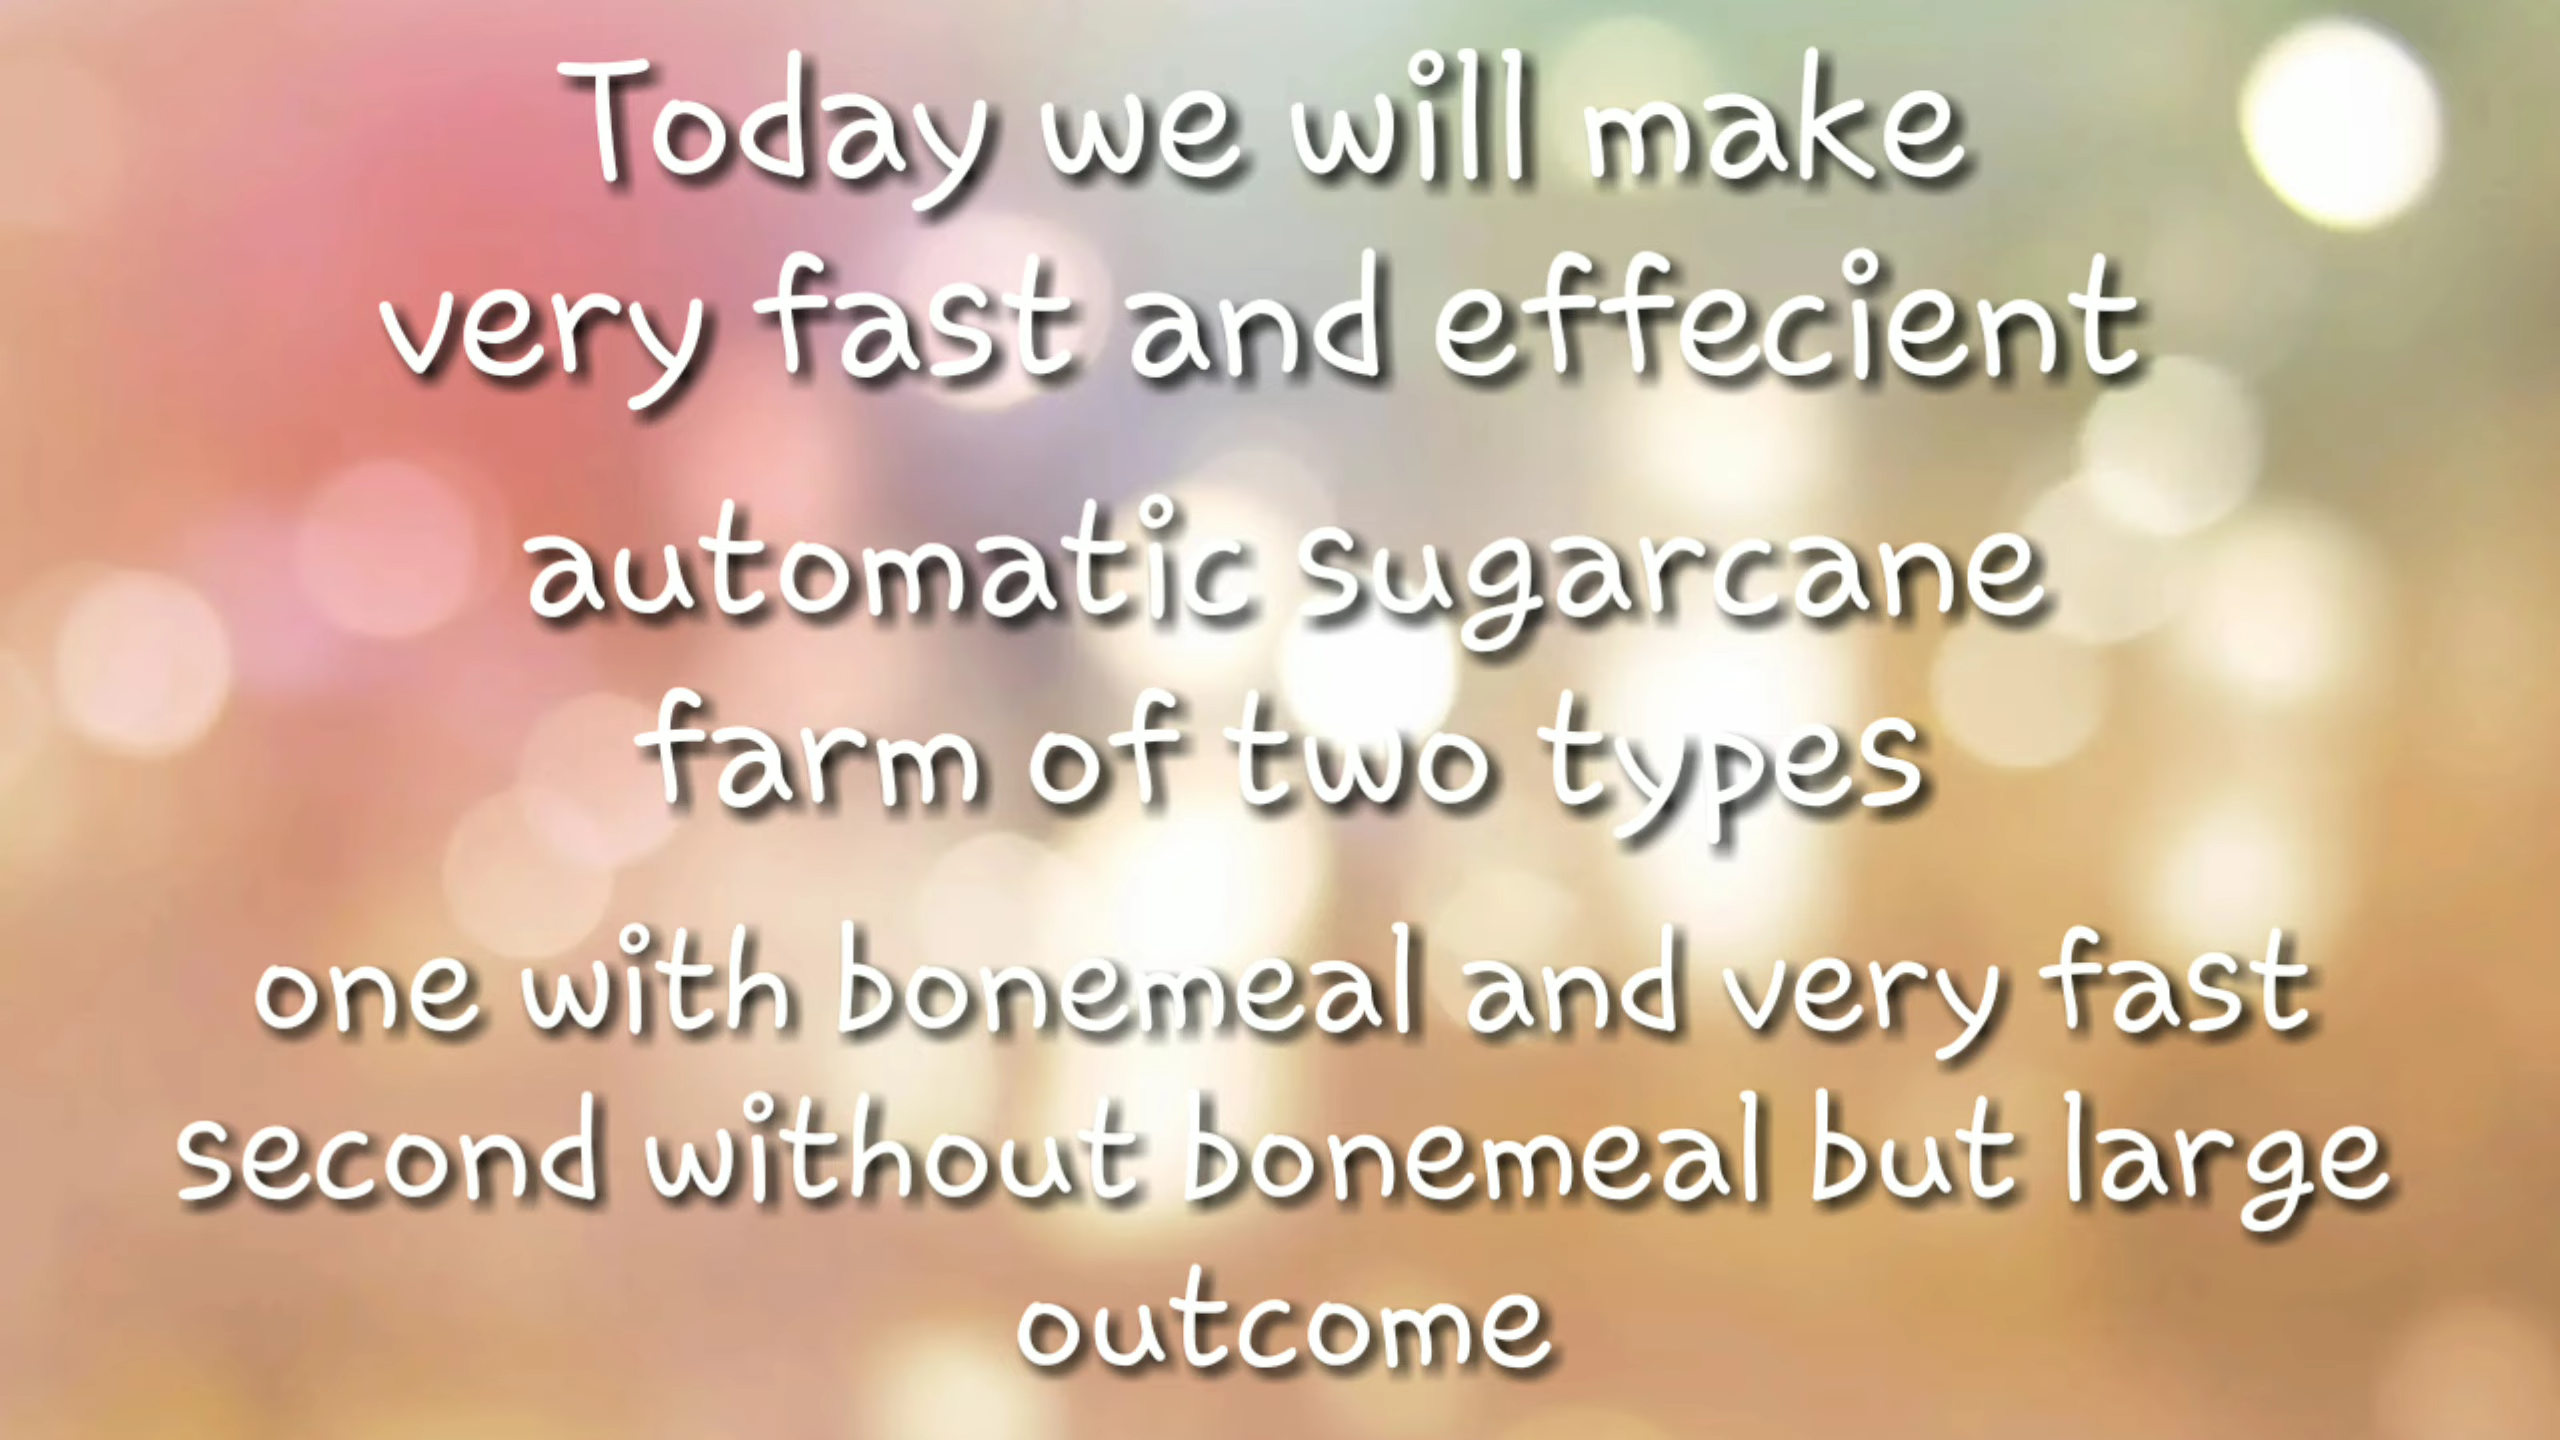 Today we will make
very fast and effecient
automatic sugarcane
farm of two types
one with bonemeal and very fast
second without bonemeal but large
outcome